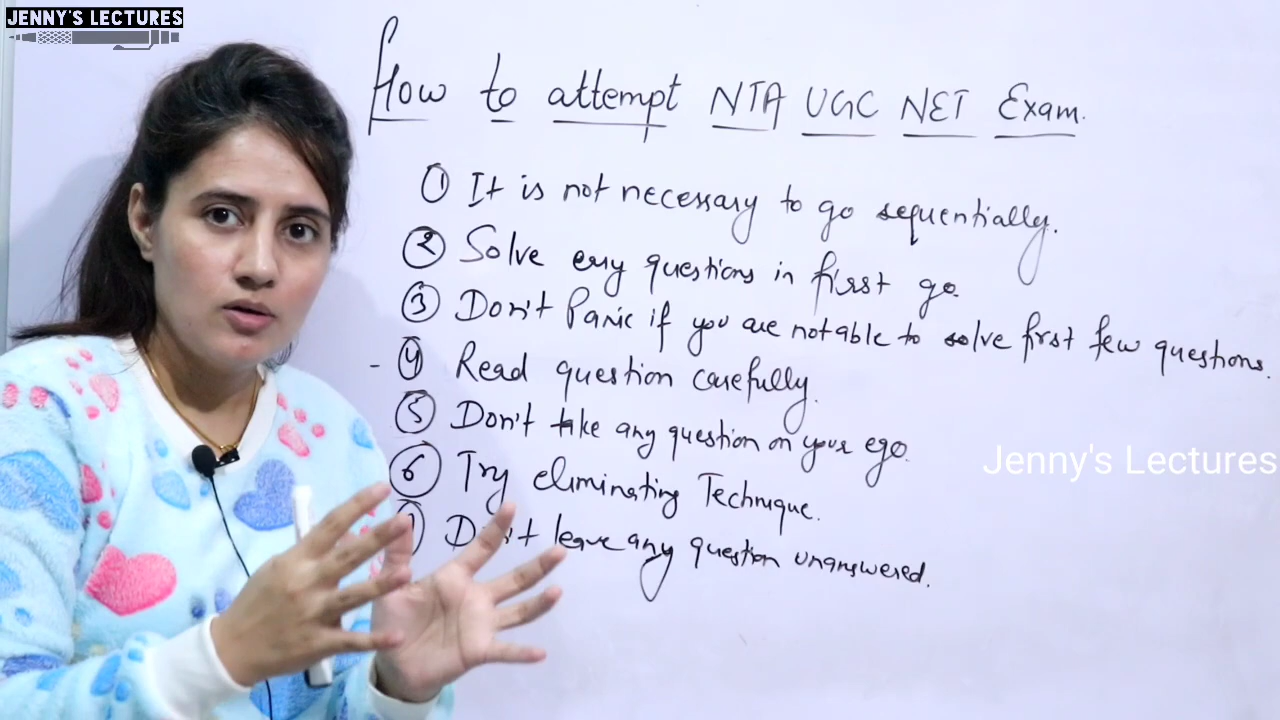 JENNY'S LECTURES
How to attempt NTA UGC NET Exam.
① It is not necessary to go sequentially.
② Solve easy questions in first go.
③ Don't Panic if you are not able to solve first few questions.
- ④ Read question carefully.
⑤ Don't take any question on your ego.
Jenny's Lectures
⑥ Try eliminating Technique.
Don't leave any question unanswered.